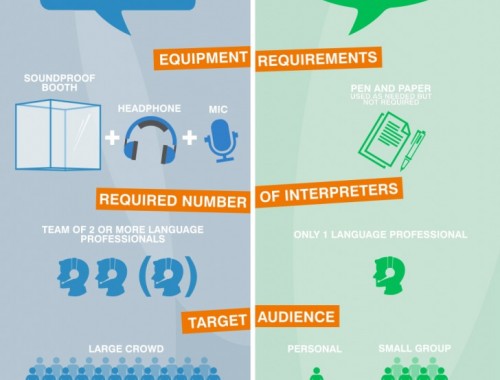 EQUIPMENT REQUIREMENTS
SOUNDPROOF
BOOTH
HEADPHONE
MIC
PEN AND PAPER
USED AS NEEDED BUT
NOT REQUIRED
REQUIRED NUMBER OF INTERPRETERS
TEAM OF 2 OR MORE LANGUAGE
PROFESSIONALS
ONLY 1 LANGUAGE PROFESSIONAL
TARGET AUDIENCE
LARGE CROWD
PERSONAL
SMALL GROUP